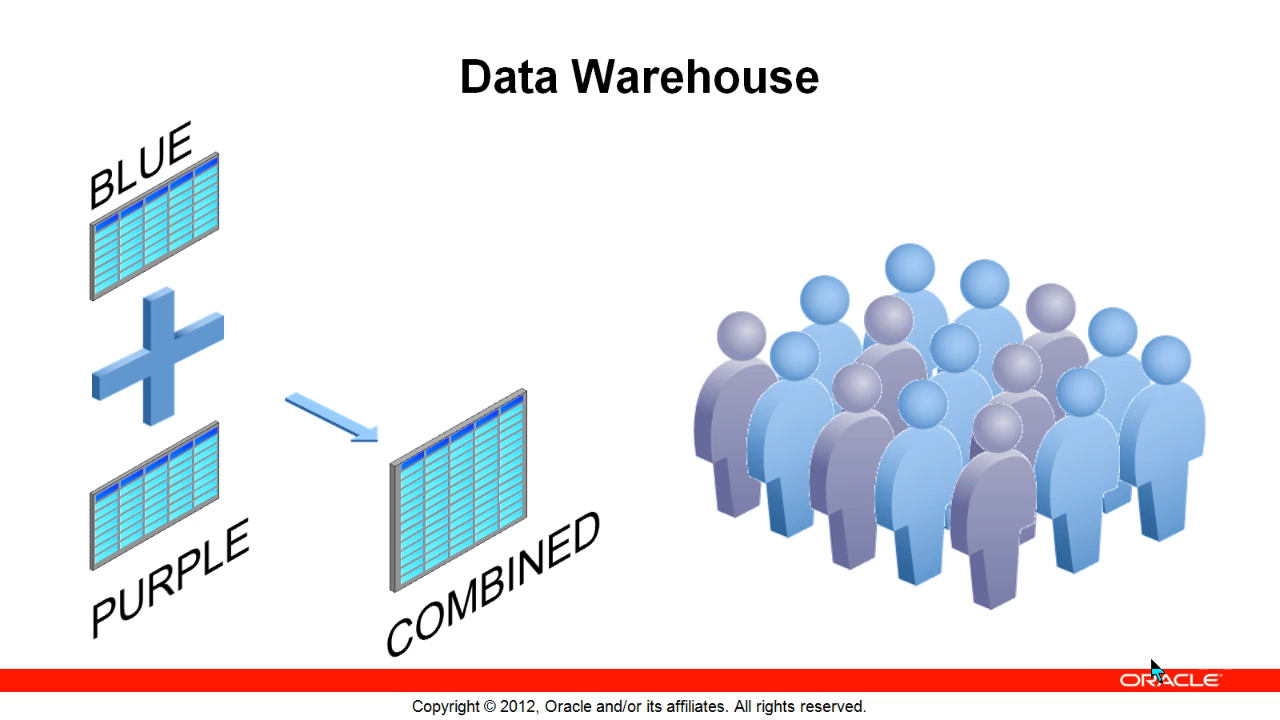 Data Warehouse
BLUE
PURPLE
COMBINED
ORACLE
Copyright © 2012, Oracle and/or its affiliates. All rights reserved.